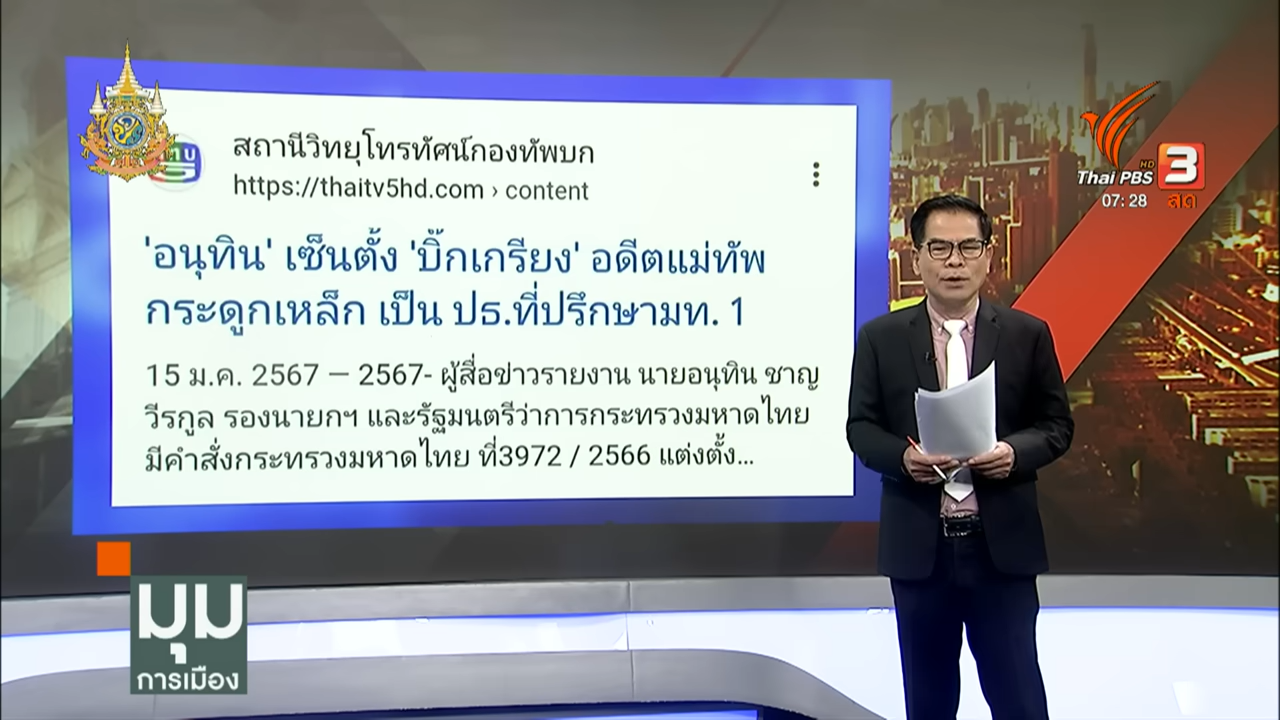 สถานีวิทยุโทรทัศน์กองทัพบก
https://thaitv5hd.com › content
'อนุทิน' เซ็นตั้ง 'บิ๊กเกรียง' อดีตแม่ทัพ
กระดูกเหล็ก เป็น ปธ.ที่ปรึกษามท. 1
15 ม.ค. 2567 — 2567- ผู้สื่อข่าวรายงาน นายอนุทิน ชาญ
วีรกูล รองนายกฯ และรัฐมนตรีว่าการกระทรวงมหาดไทย
มีคำสั่งกระทรวงมหาดไทย ที่3972 / 2566 แต่งตั้ง...
HD
Thai PBS 3
07:28 สด
มุม
การเมือง